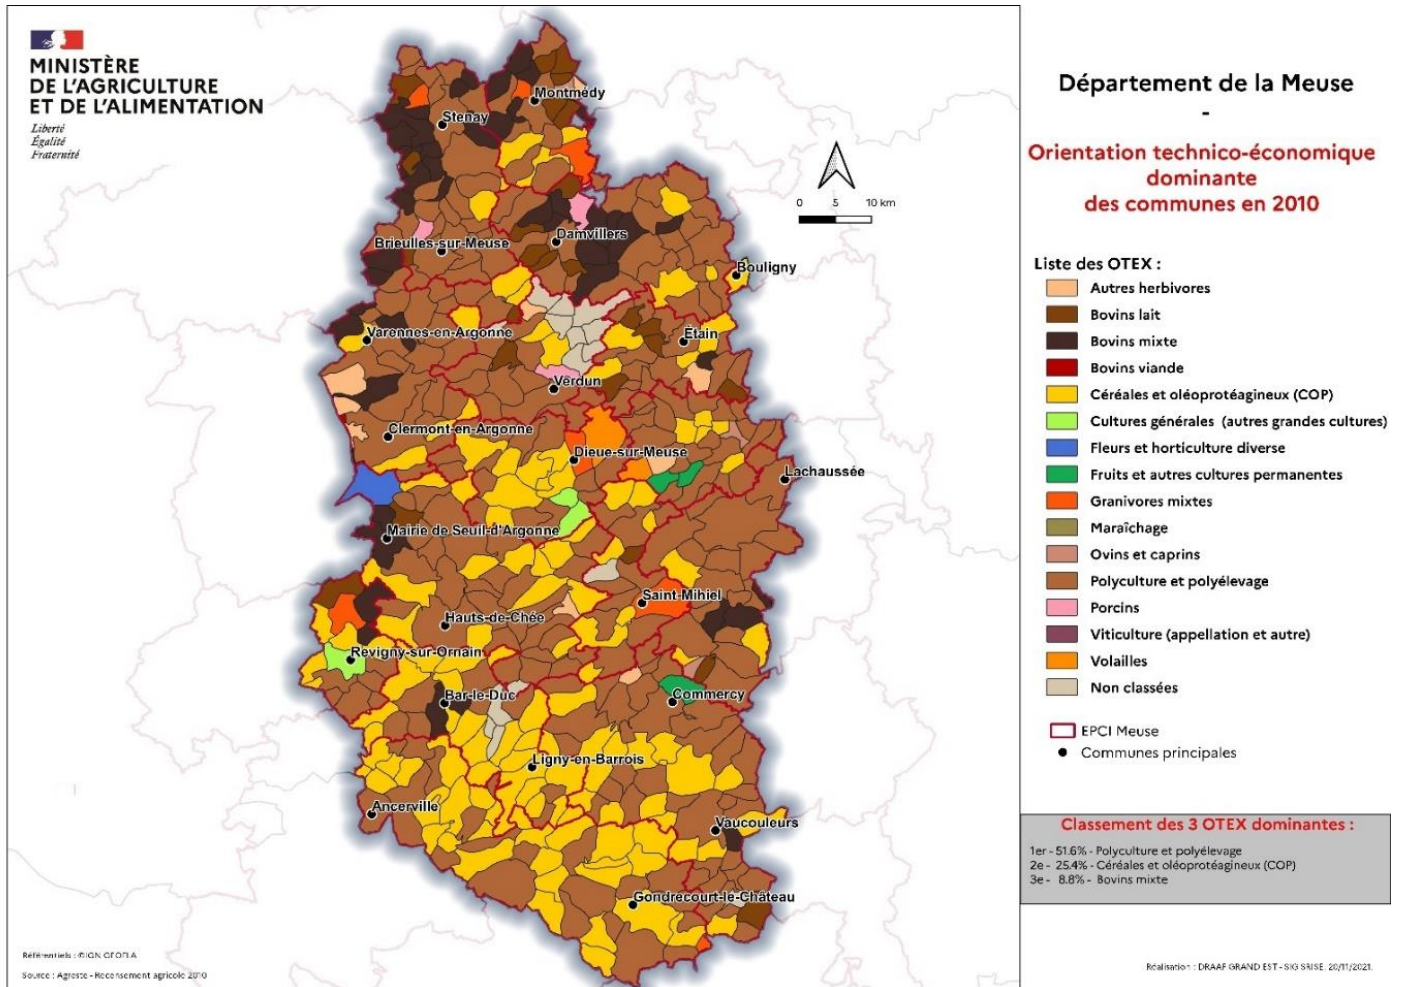 MINISTÈRE
DE L'AGRICULTURE
ET DE L'ALIMENTATION
Liberté
Égalité
Fraternité
Montmédy
Stenay
0 5 10 km
Damvillers
Brieulles-sur-Meuse
Bouligny
Varennes-en-Argonne
Étain
Verdun
Clermont-en-Argonne
Dieue-sur-Meuse
Lachaussée
Mairie de Seuil-d'Argonne
Saint-Mihiel
Hauts-de-Chée
Revigny-sur-Ornain
Bar-le-Duc
Commercy
Ligny-en-Barrois
Ancerville
Vaucouleurs
Gondrecourt-le-Château
Référentiels : ©IGN GEOFLA
Source : Agreste - Recensement agricole 2010
Département de la Meuse
-
Orientation technico-économique
dominante
des communes en 2010
Liste des OTEX :
Autres herbivores
Bovins lait
Bovins mixte
Bovins viande
Céréales et oléoprotéagineux (COP)
Cultures générales (autres grandes cultures)
Fleurs et horticulture diverse
Fruits et autres cultures permanentes
Granivores mixtes
Maraîchage
Ovins et caprins
Polyculture et polyélevage
Porcins
Viticulture (appellation et autre)
Volailles
Non classées
EPCI Meuse
Communes principales
Classement des 3 OTEX dominantes :
1er - 51.6% - Polyculture et polyélevage
2e - 25.4% - Céréales et oléoprotéagineux (COP)
3e - 8.8% - Bovins mixte
Réalisation : DRAAF GRAND EST - SIG SRISE. 20/11/2021.